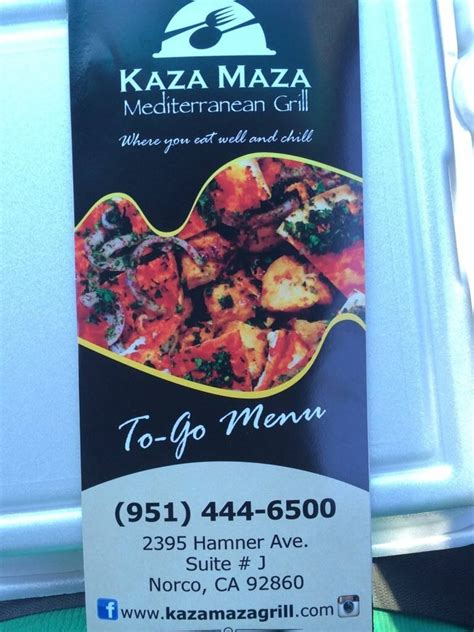 KAZA MAZA
Mediterranean Grill
Where you eat well and chill
To-Go Menu
(951) 444-6500
2395 Hamner Ave.
Suite # J
Norco, CA 92860
f www.kazamazagrill.com